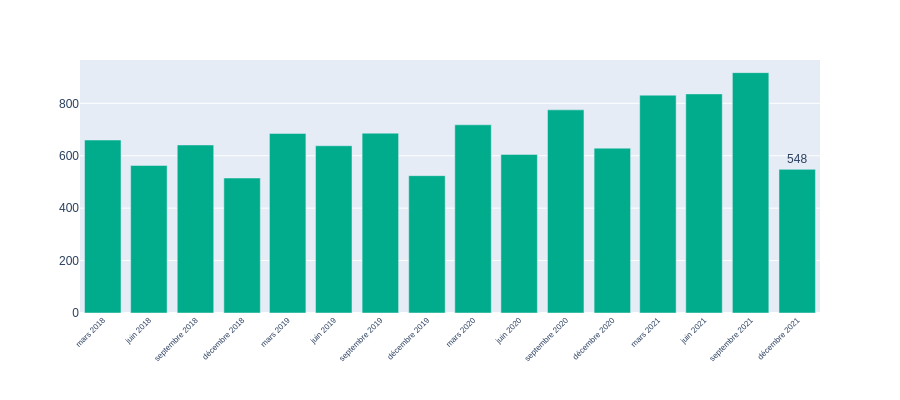 800
600
400
200
0
548
mars 2018
juin 2018
septembre 2018
décembre 2018
mars 2019
juin 2019
septembre 2019
décembre 2019
mars 2020
juin 2020
septembre 2020
décembre 2020
mars 2021
juin 2021
septembre 2021
décembre 2021